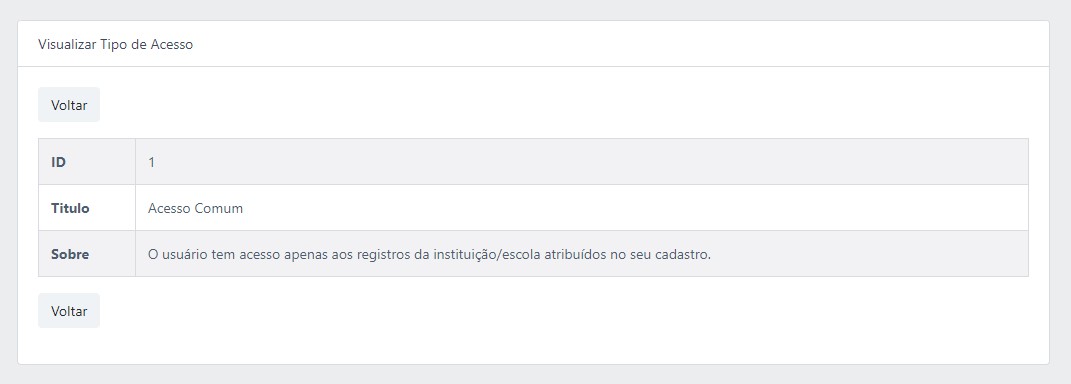 Visualizar Tipo de Acesso
Voltar
ID 1
Titulo Acesso Comum
Sobre O usuário tem acesso apenas aos registros da instituição/escola atribuídos no seu cadastro.
Voltar